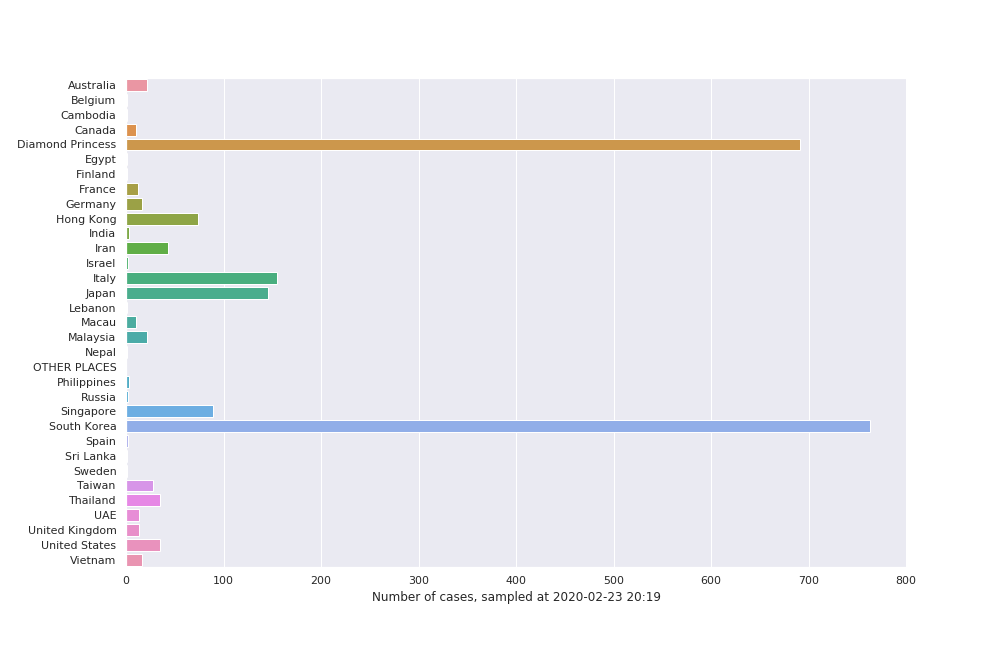 Australia
Belgium
Cambodia
Canada
Diamond Princess
Egypt
Finland
France
Germany
Hong Kong
India
Iran
Israel
Italy
Japan
Lebanon
Macau
Malaysia
Nepal
OTHER PLACES
Philippines
Russia
Singapore
South Korea
Spain
Sri Lanka
Sweden
Taiwan
Thailand
UAE
United Kingdom
United States
Vietnam
0 100 200 300 400 500 600 700 800
Number of cases, sampled at 2020-02-23 20:19